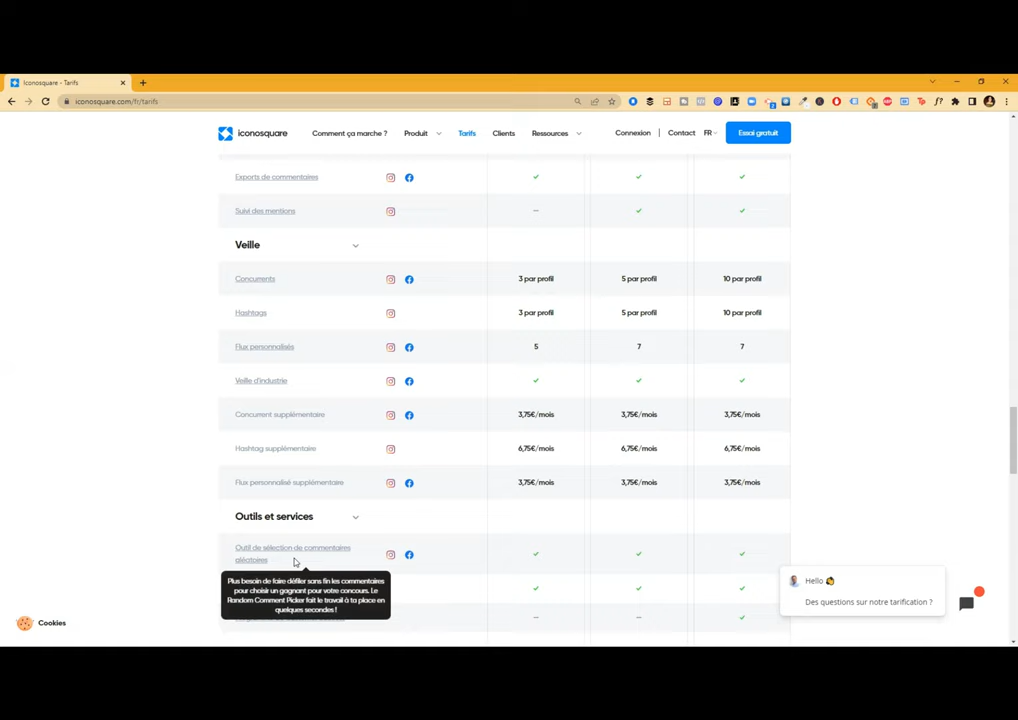 Iconosquare - Tarifs
iconosquare.com/fr/tarifs
iconosquare
Comment ça marche ?
Produit
Tarifs
Clients
Ressources
Connexion
Contact
FR
Essai gratuit
Exports de commentaires
Suivi des mentions
Veille
Concurrents
3 par profil
5 par profil
10 par profil
Hashtags
3 par profil
5 par profil
10 par profil
Flux personnalisés
5
7
7
Veille d'industrie
Concurrent supplémentaire
3,75€/mois
3,75€/mois
3,75€/mois
Hashtag supplémentaire
6,75€/mois
6,75€/mois
6,75€/mois
Flux personnalisé supplémentaire
3,75€/mois
3,75€/mois
3,75€/mois
Outils et services
Outil de sélection de commentaires
aléatoires
Plus besoin de faire défiler sans fin les commentaires
pour choisir un gagnant pour votre concours. Le
Random Comment Picker fait le travail à ta place en
quelques secondes !
Hello
Des questions sur notre tarification ?
Cookies